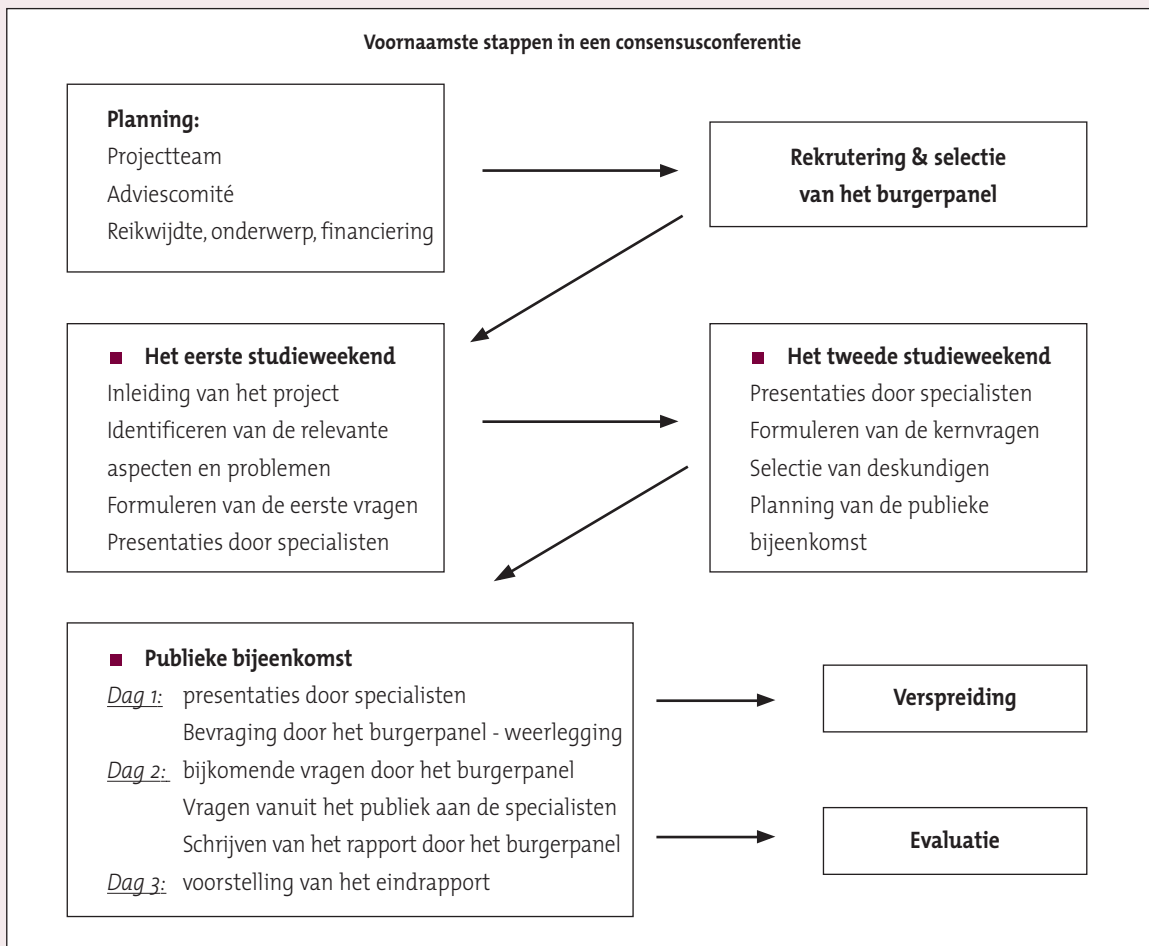 Voornaamste stappen in een consensusconferentie
Planning:
Projectteam
Adviescomité
Reikwijdte, onderwerp, financiering
Rekrutering & selectie
van het burgerpanel
Het eerste studieweekend
Inleiding van het project
Identificeren van de relevante
aspecten en problemen
Formuleren van de eerste vragen
Presentaties door specialisten
Het tweede studieweekend
Presentaties door specialisten
Formuleren van de kernvragen
Selectie van deskundigen
Planning van de publieke
bijeenkomst
Publieke bijeenkomst
Dag 1: presentaties door specialisten
Bevraging door het burgerpanel - weerlegging
Dag 2: bijkomende vragen door het burgerpanel
Vragen vanuit het publiek aan de specialisten
Schrijven van het rapport door het burgerpanel
Dag 3: voorstelling van het eindrapport
Verspreiding
Evaluatie